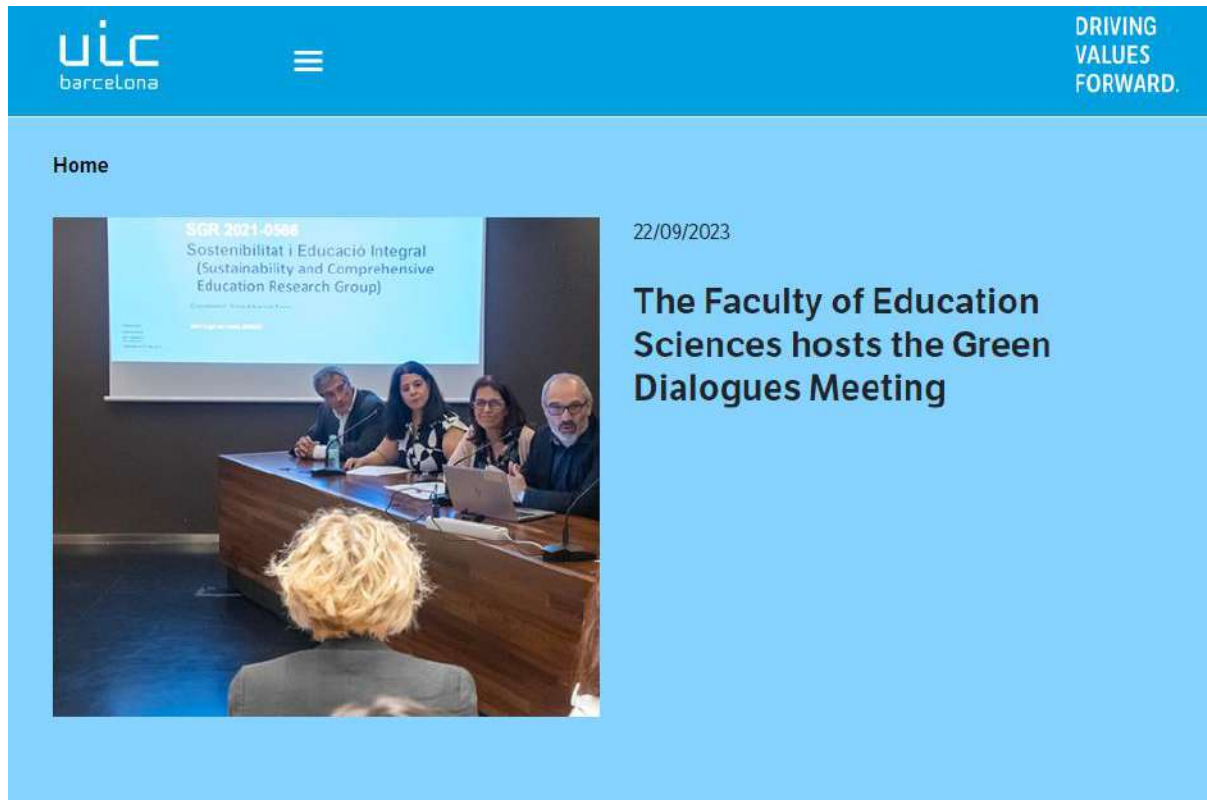 uic
barcelona
DRIVING
VALUES
FORWARD.
Home
SGR 2021-0566
Sostenibilitat i Educació Integral
(Sustainability and Comprehensive
Education Research Group)
22/09/2023
The Faculty of Education
Sciences hosts the Green
Dialogues Meeting